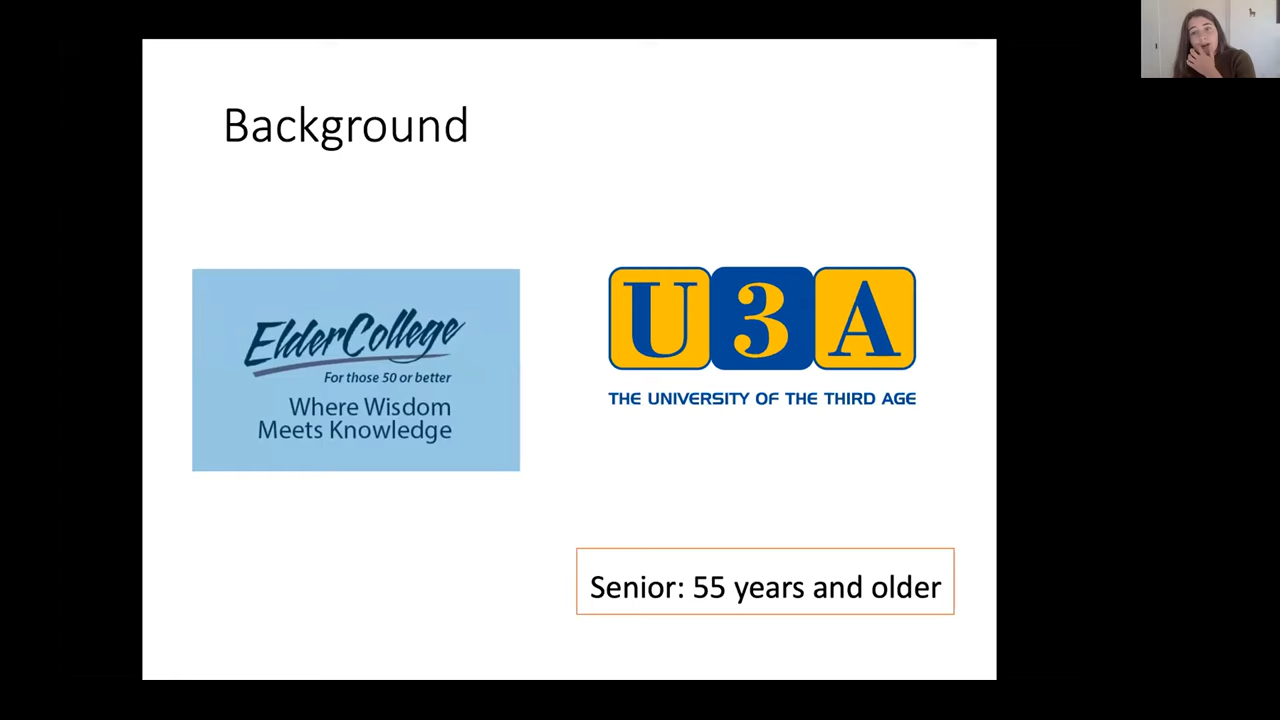 Background
ElderCollege
For those 50 or better
Where Wisdom
Meets Knowledge
U3A
THE UNIVERSITY OF THE THIRD AGE
Senior: 55 years and older